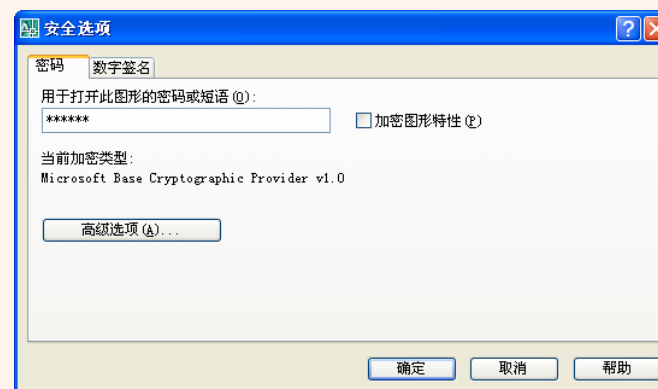 安全选项
密码 数字签名
用于打开此图形的密码或短语(O):
****** 加密图形特性(P)
当前加密类型:
Microsoft Base Cryptographic Provider v1.0
高级选项(A)...
确定 取消 帮助